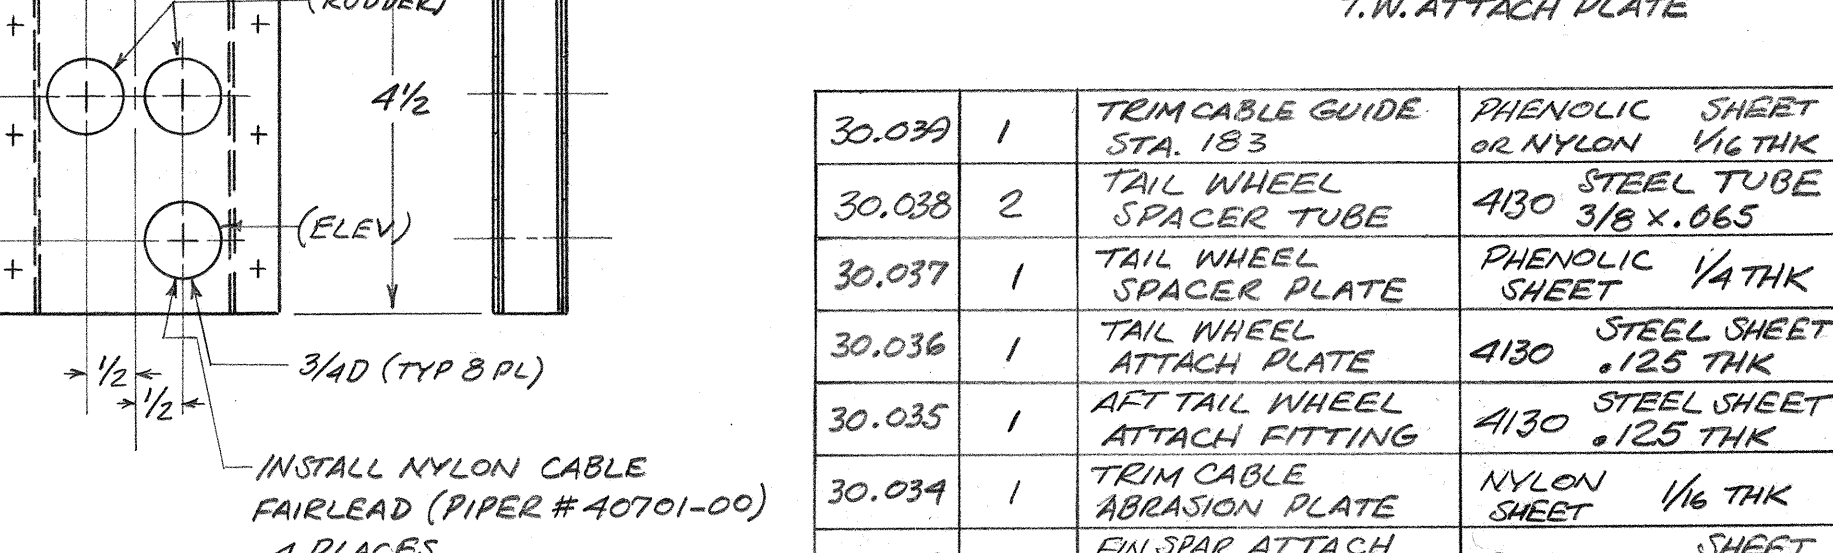 (RUDDER)
4½
(ELEV)
½
½
3/4D (TYP 8 PL)
INSTALL NYLON CABLE
FAIRLEAD (PIPER # 40701-00)
4 PLACES
T.W. ATTACH PLATE
30.039 1 TRIM CABLE GUIDE STA. 183 PHENOLIC SHEET OR NYLON 1/16 THK
30.038 2 TAIL WHEEL SPACER TUBE 4130 STEEL TUBE 3/8 X .065
30.037 1 TAIL WHEEL SPACER PLATE PHENOLIC SHEET 1/4 THK
30.036 1 TAIL WHEEL ATTACH PLATE 4130 STEEL SHEET .125 THK
30.035 1 AFT TAIL WHEEL ATTACH FITTING 4130 STEEL SHEET .125 THK
30.034 1 TRIM CABLE ABRASION PLATE NYLON SHEET 1/16 THK
FIN SPAR ATTACH SHEET